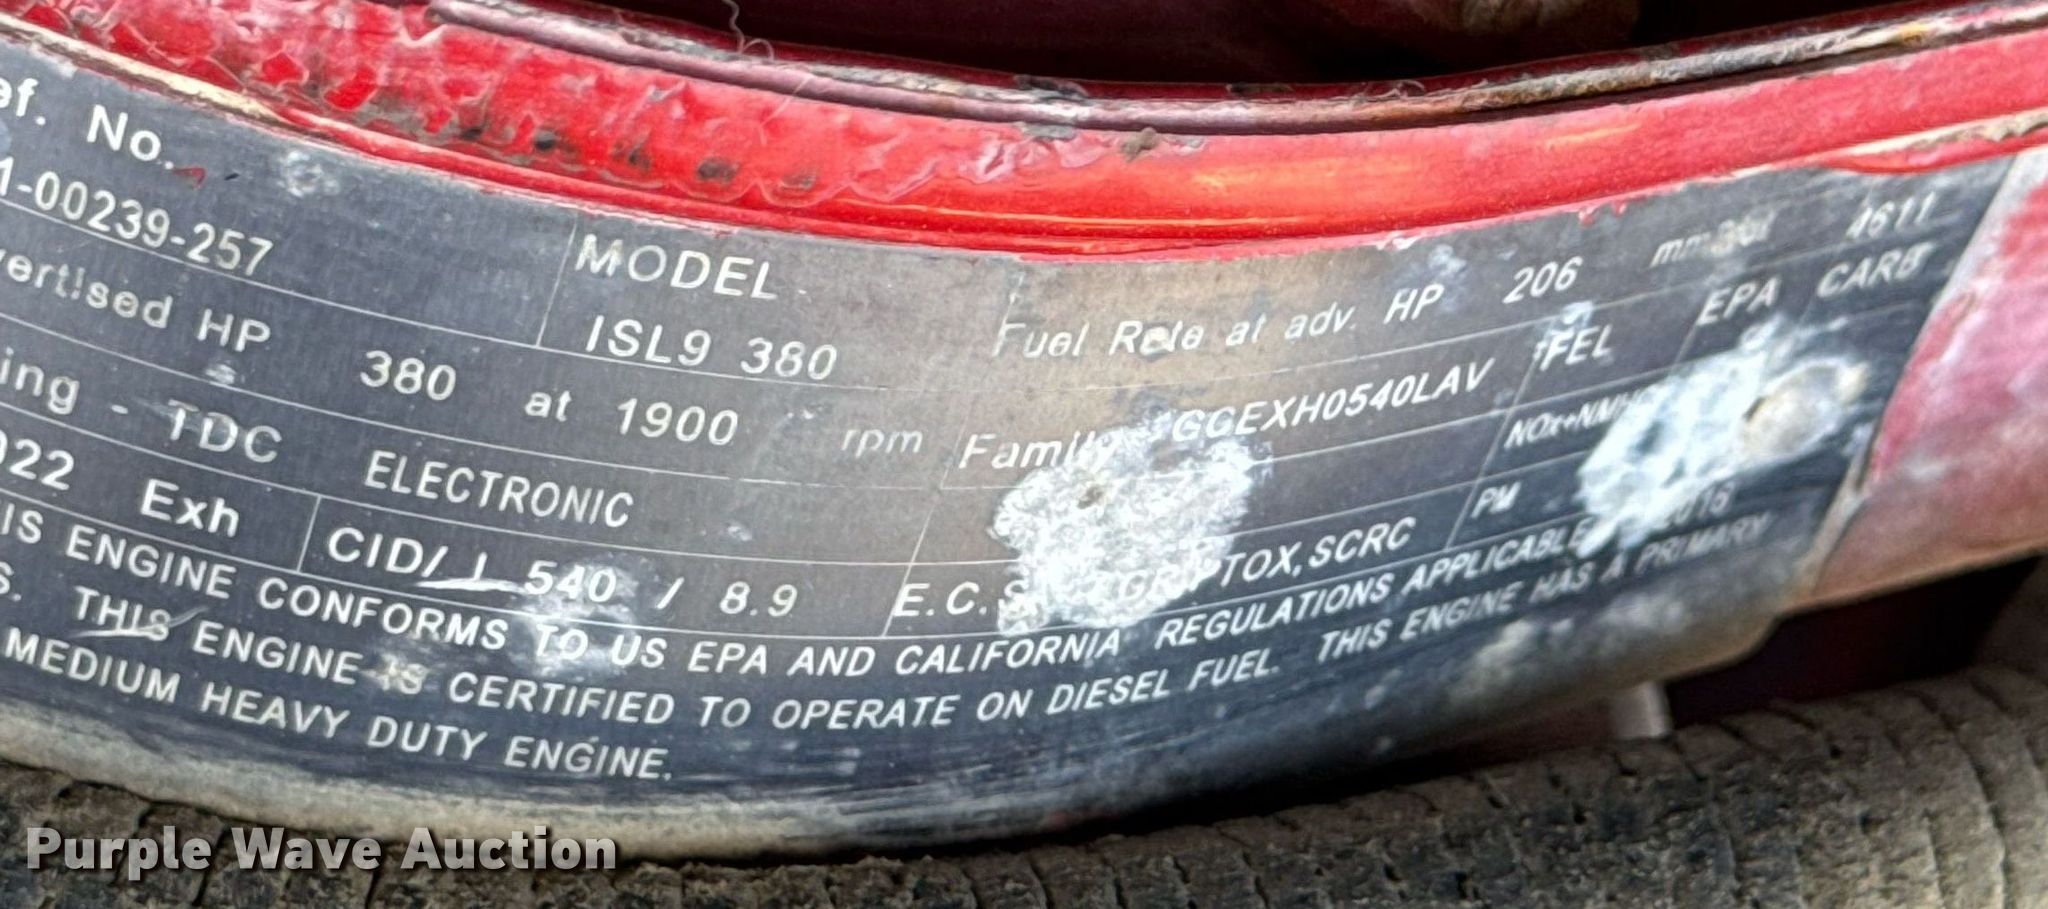 ef. No.
1-00239-257
MODEL
ISL9 380
Fuel Rate at adv. HP 206 4611
vertised HP 380 at 1900 rpm
Family GCEXH0540LAV FEL EPA CARB
ing - TDC ELECTRONIC
022 Exh CID/ L 540 / 8.9
E.C.S. TOX,SCRC PM
IS ENGINE CONFORMS TO US EPA AND CALIFORNIA REGULATIONS APPLICABLE 2016
S. THIS ENGINE IS CERTIFIED TO OPERATE ON DIESEL FUEL. THIS ENGINE HAS A PRIMARY
MEDIUM HEAVY DUTY ENGINE.
Purple Wave Auction